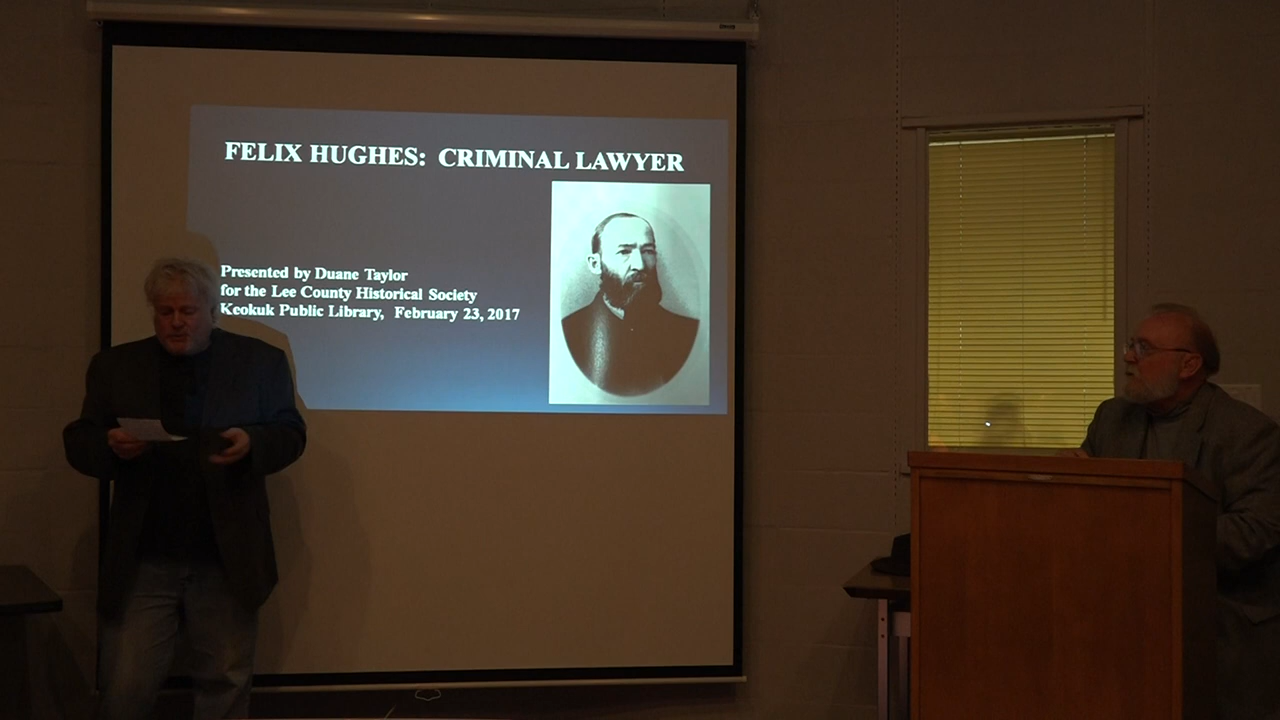 FELIX HUGHES: CRIMINAL LAWYER
Presented by Duane Taylor
for the Lee County Historical Society
Keokuk Public Library, February 23, 2017